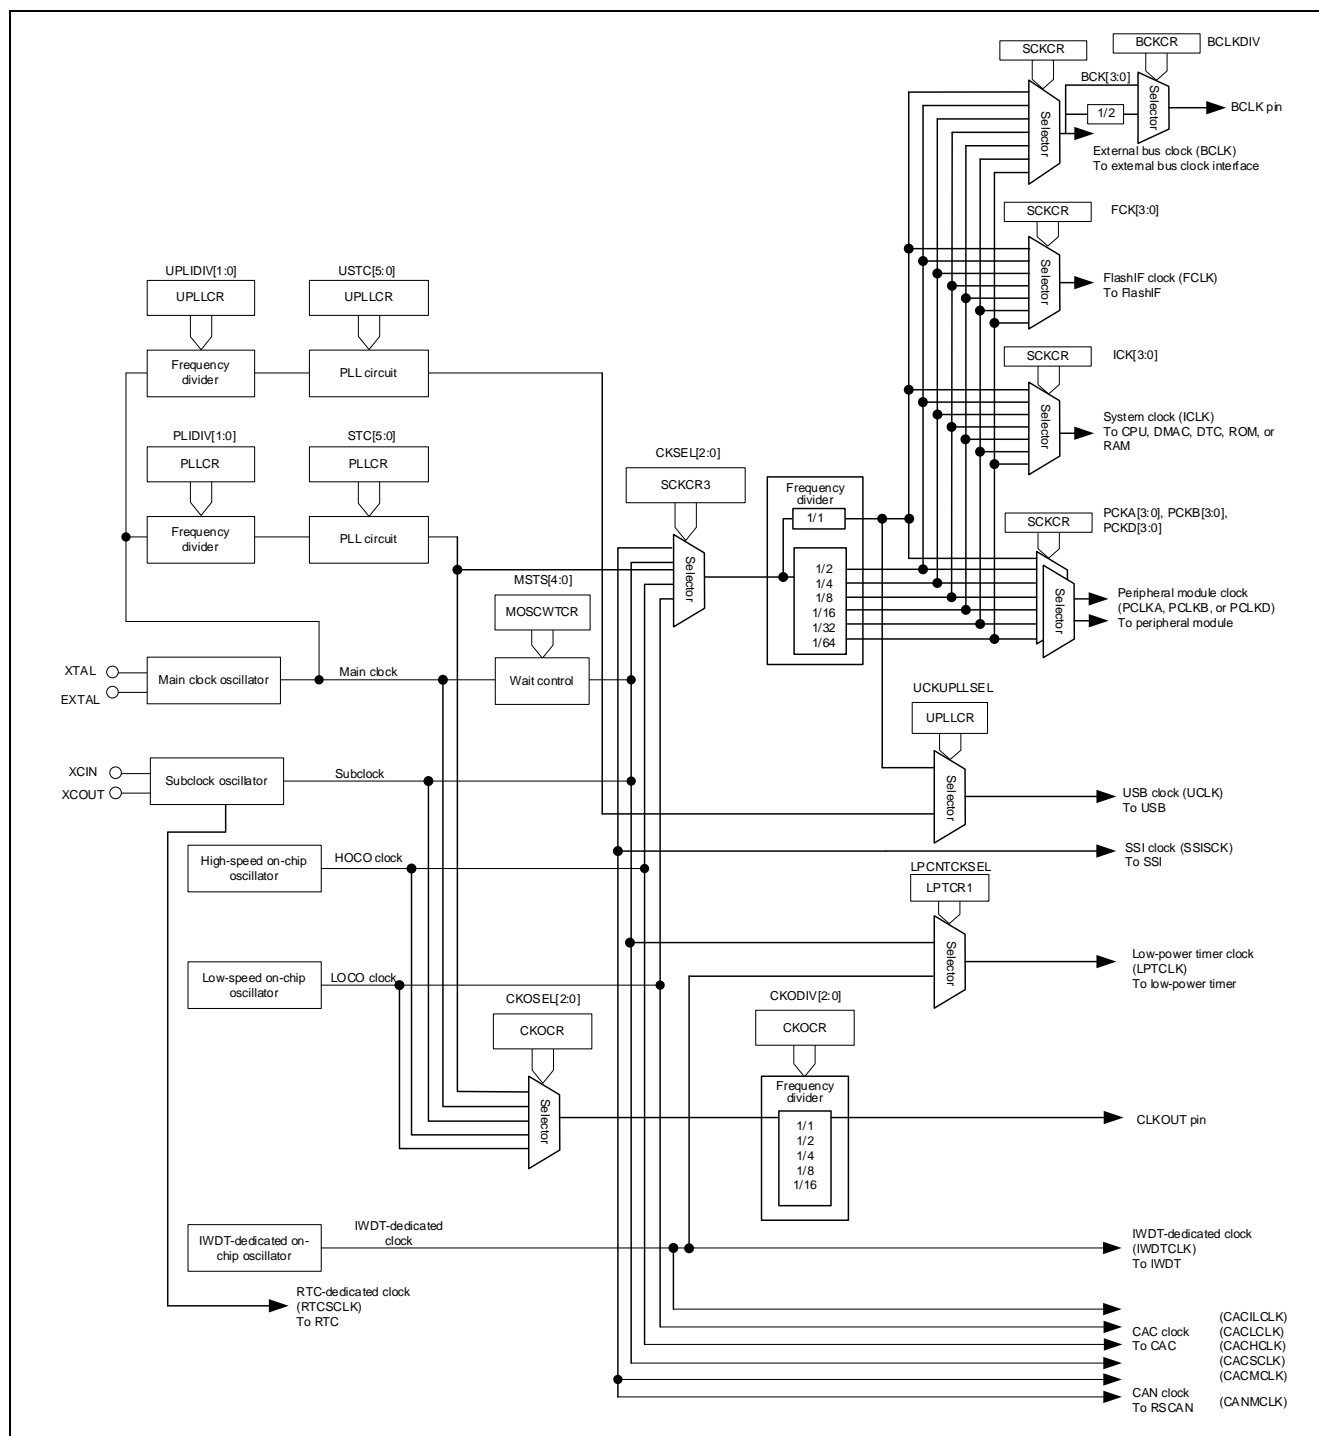 SCKCR
BCKCR
BCLKDIV
BCK[3:0]
Selector
Selector
1/2
BCLK pin
External bus clock (BCLK)
To external bus clock interface
SCKCR
FCK[3:0]
Selector
FlashIF clock (FCLK)
To FlashIF
UPLIDIV[1:0]
USTC[5:0]
UPLLCR
UPLLCR
Frequency
divider
PLL circuit
SCKCR
ICK[3:0]
Selector
System clock (ICLK)
To CPU, DMAC, DTC, ROM, or
RAM
PLIDIV[1:0]
STC[5:0]
PLLCR
PLLCR
Frequency
divider
PLL circuit
CKSEL[2:0]
SCKCR3
Selector
Frequency
divider
1/1
1/2
1/4
1/8
1/16
1/32
1/64
PCKA[3:0], PCKB[3:0],
PCKD[3:0]
SCKCR
Selector
Peripheral module clock
(PCLKA, PCLKB, or PCLKD)
To peripheral module
MSTS[4:0]
MOSCWTCR
XTAL
EXTAL
Main clock oscillator
Main clock
Wait control
UCKUPLLSEL
UPLLCR
Selector
USB clock (UCLK)
To USB
XCIN
XCOUT
Subclock oscillator
Subclock
SSI clock (SSISCK)
To SSI
High-speed on-chip
oscillator
HOCO clock
LPCNTCKSEL
LPTCR1
Selector
Low-power timer clock
(LPTCLK)
To low-power timer
Low-speed on-chip
oscillator
LOCO clock
CKOSEL[2:0]
CKOCR
Selector
CKODIV[2:0]
CKOCR
Frequency
divider
1/1
1/2
1/4
1/8
1/16
CLKOUT pin
IWDT-dedicated on-
chip oscillator
IWDT-dedicated
clock
IWDT-dedicated clock
(IWDTCLK)
To IWDT
RTC-dedicated clock
(RTCSCLK)
To RTC
CAC clock
To CAC
(CACILCLK)
(CACLCLK)
(CACHCLK)
(CACSCLK)
(CACMCLK)
CAN clock
To RSCAN
(CANMCLK)